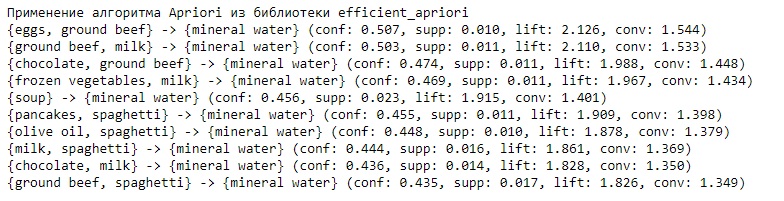 Применение алгоритма Apriori из библиотеки efficient_apriori
{eggs, ground beef} -> {mineral water} (conf: 0.507, supp: 0.010, lift: 2.126, conv: 1.544)
{ground beef, milk} -> {mineral water} (conf: 0.503, supp: 0.011, lift: 2.110, conv: 1.533)
{chocolate, ground beef} -> {mineral water} (conf: 0.474, supp: 0.011, lift: 1.988, conv: 1.448)
{frozen vegetables, milk} -> {mineral water} (conf: 0.469, supp: 0.011, lift: 1.967, conv: 1.434)
{soup} -> {mineral water} (conf: 0.456, supp: 0.023, lift: 1.915, conv: 1.401)
{pancakes, spaghetti} -> {mineral water} (conf: 0.455, supp: 0.011, lift: 1.909, conv: 1.398)
{olive oil, spaghetti} -> {mineral water} (conf: 0.448, supp: 0.010, lift: 1.878, conv: 1.379)
{milk, spaghetti} -> {mineral water} (conf: 0.444, supp: 0.016, lift: 1.861, conv: 1.369)
{chocolate, milk} -> {mineral water} (conf: 0.436, supp: 0.014, lift: 1.828, conv: 1.350)
{ground beef, spaghetti} -> {mineral water} (conf: 0.435, supp: 0.017, lift: 1.826, conv: 1.349)